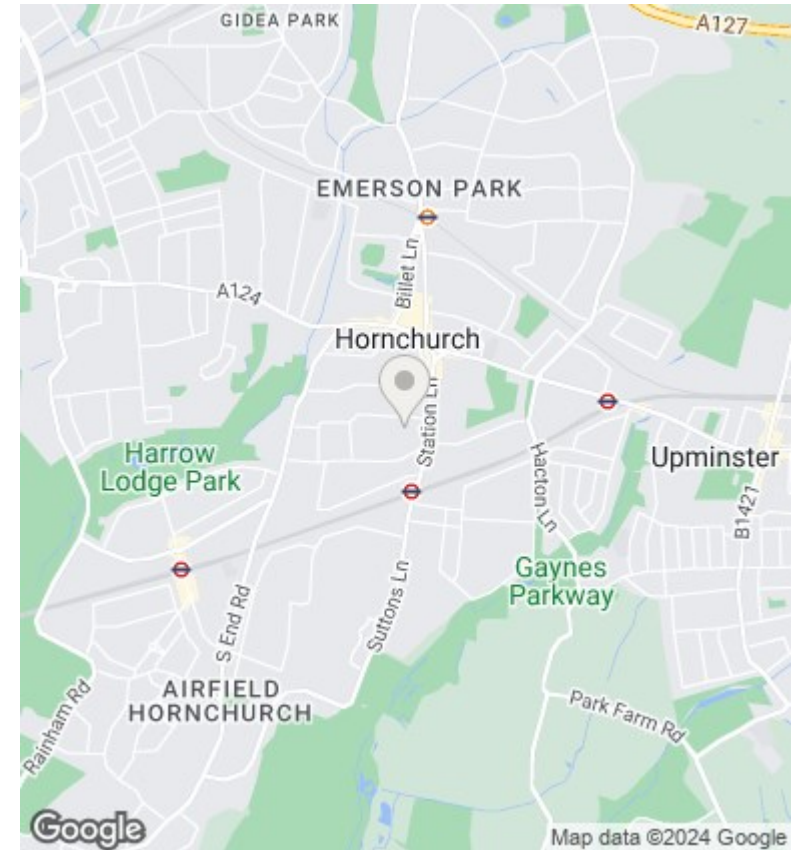 GIDEA PARK
A127
EMERSON PARK
Billet Ln
A124
Hornchurch
Station Ln
Harrow
Lodge Park
Upminster
Hacton Ln
B1421
Gaynes
Parkway
Suttons Ln
S End Rd
AIRFIELD
HORNCHURCH
Rainham Rd
Park Farm Rd
Google
Map data ©2024 Google